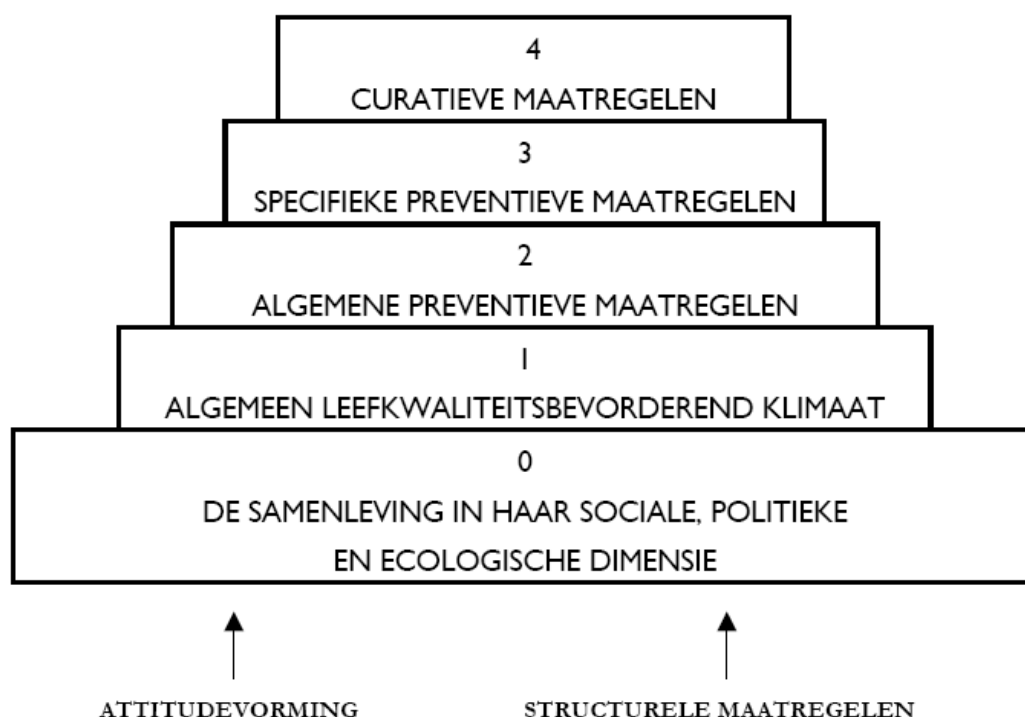 4
CURATIEVE MAATREGELEN
3
SPECIFIEKE PREVENTIEVE MAATREGELEN
2
ALGEMENE PREVENTIEVE MAATREGELEN
1
ALGEMEEN LEEFKWALITEITSBEVORDEREND KLIMAAT
0
DE SAMENLEVING IN HAAR SOCIALE, POLITIEKE
EN ECOLOGISCHE DIMENSIE
ATTITUDEVORMING STRUCTURELE MAATREGELEN